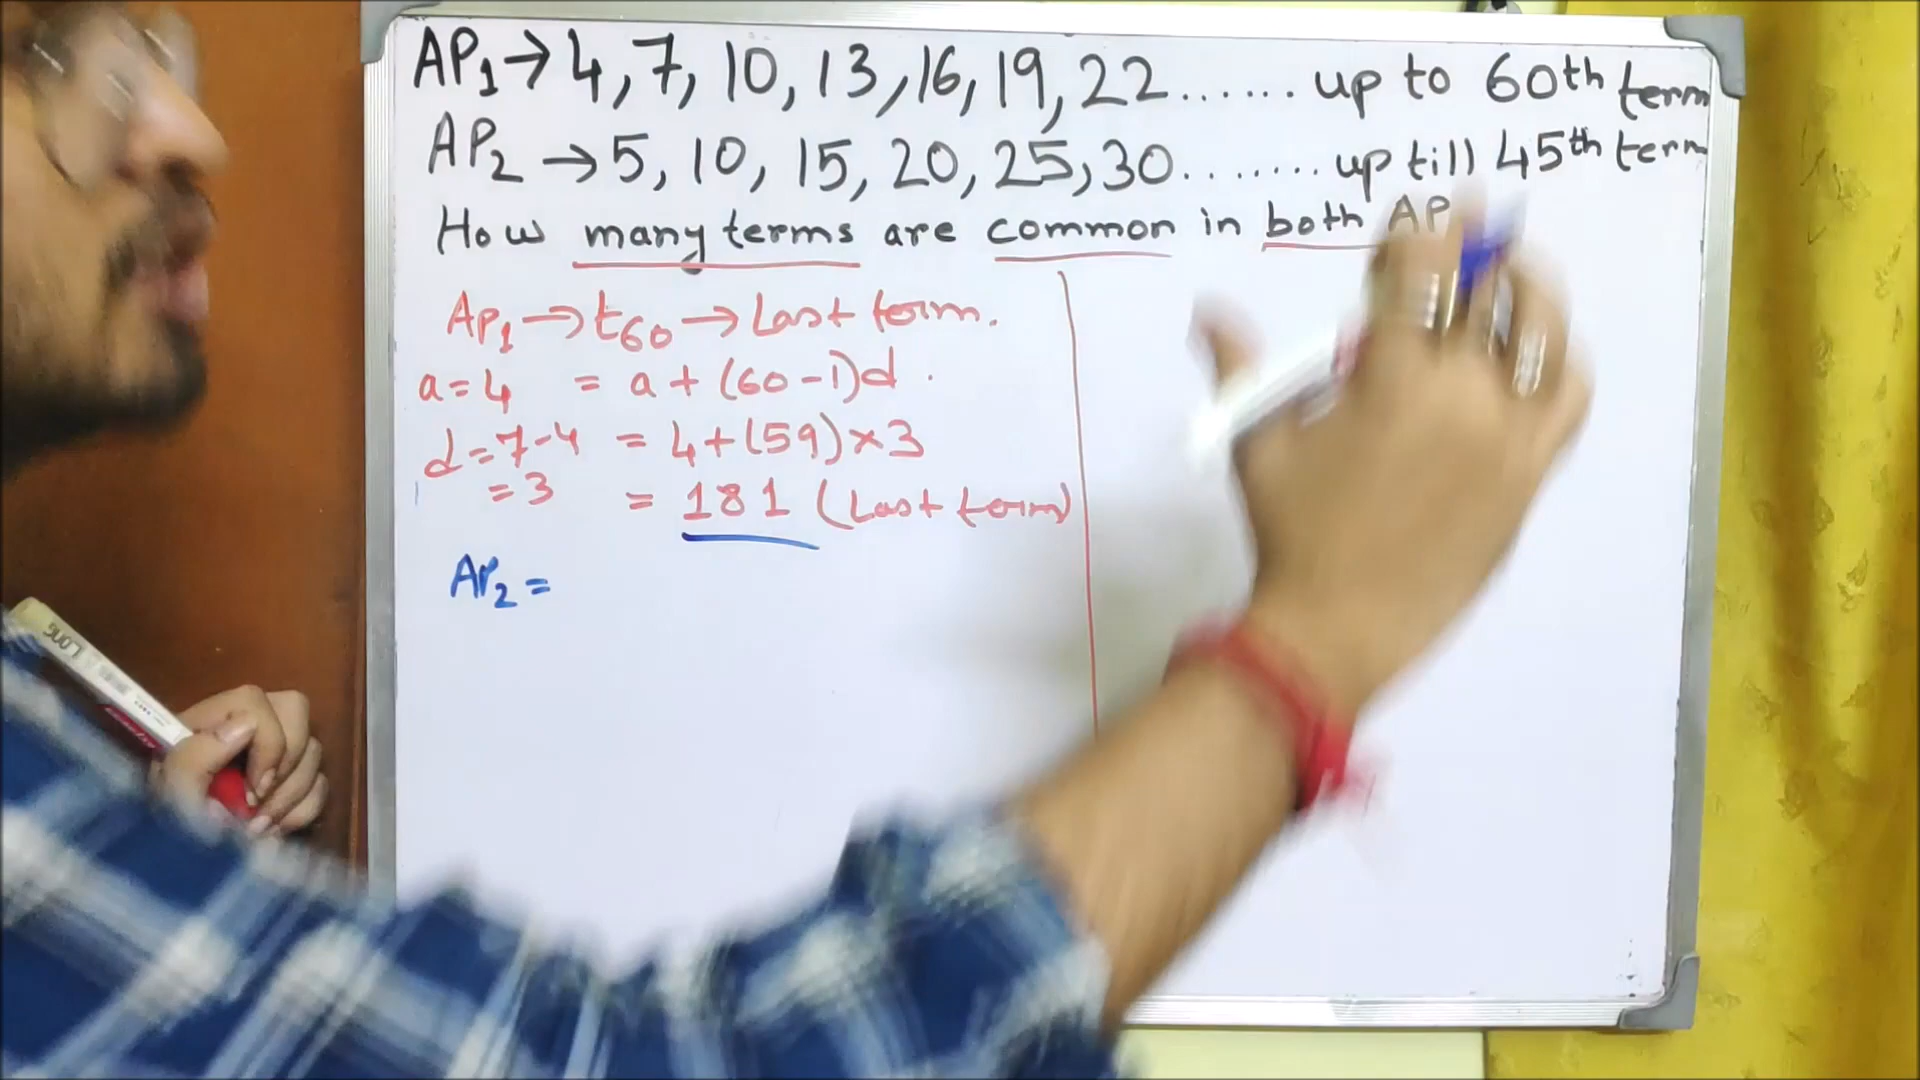 AP₁ → 4, 7, 10, 13, 16, 19, 22 ...... up to 60th term
AP₂ → 5, 10, 15, 20, 25, 30 ....... up till 45th term
How many terms are common in both AP
AP₁ → t₆₀ → Last term.
a = 4 = a + (60-1)d.
d = 7-4 = 4+(59)×3
= 3 = 181 (Last term)
AP₂ =
LONG